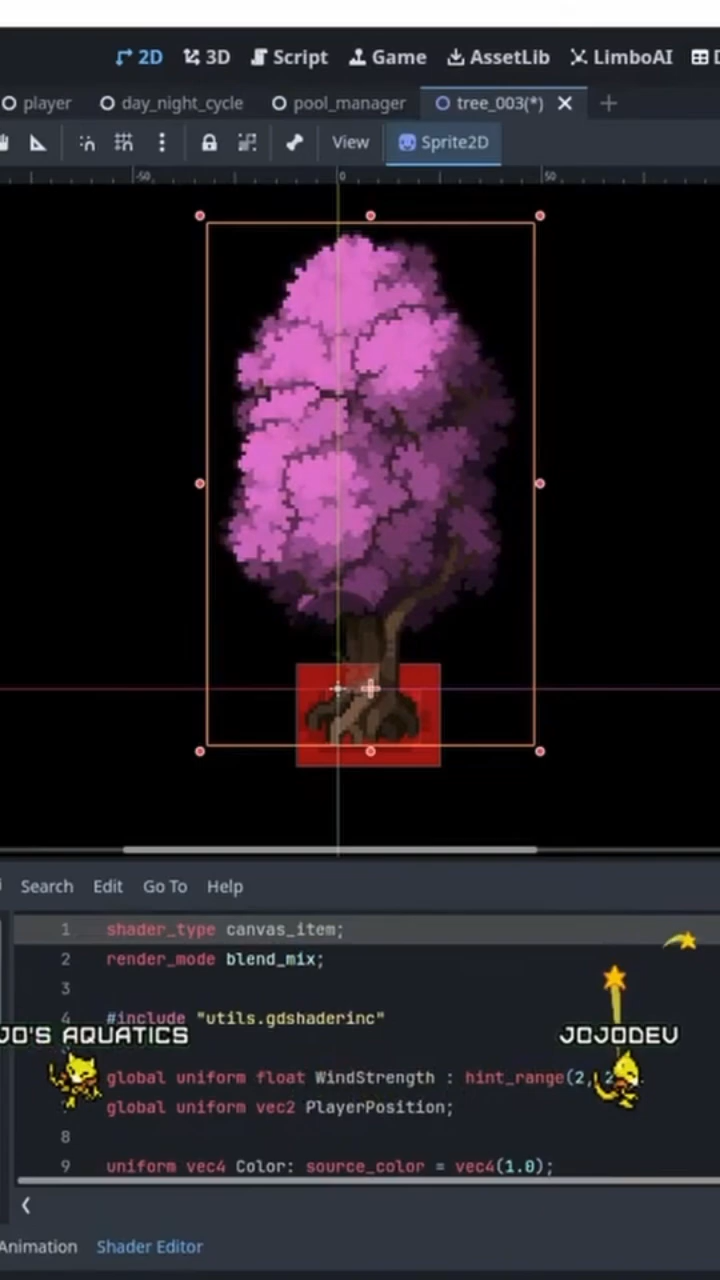 2D 3D Script Game AssetLib LimboAI
player day_night_cycle pool_manager tree_003(*)
View Sprite2D
-50 0 50
Search Edit Go To Help
1 shader_type canvas_item;
2 render_mode blend_mix;
3
4 #include "utils.gdshaderinc"
JO'S AQUATICS JOJODEV
global uniform float WindStrength : hint_range(2,
global uniform vec2 PlayerPosition;
8
9 uniform vec4 Color: source_color = vec4(1.0);
Animation Shader Editor